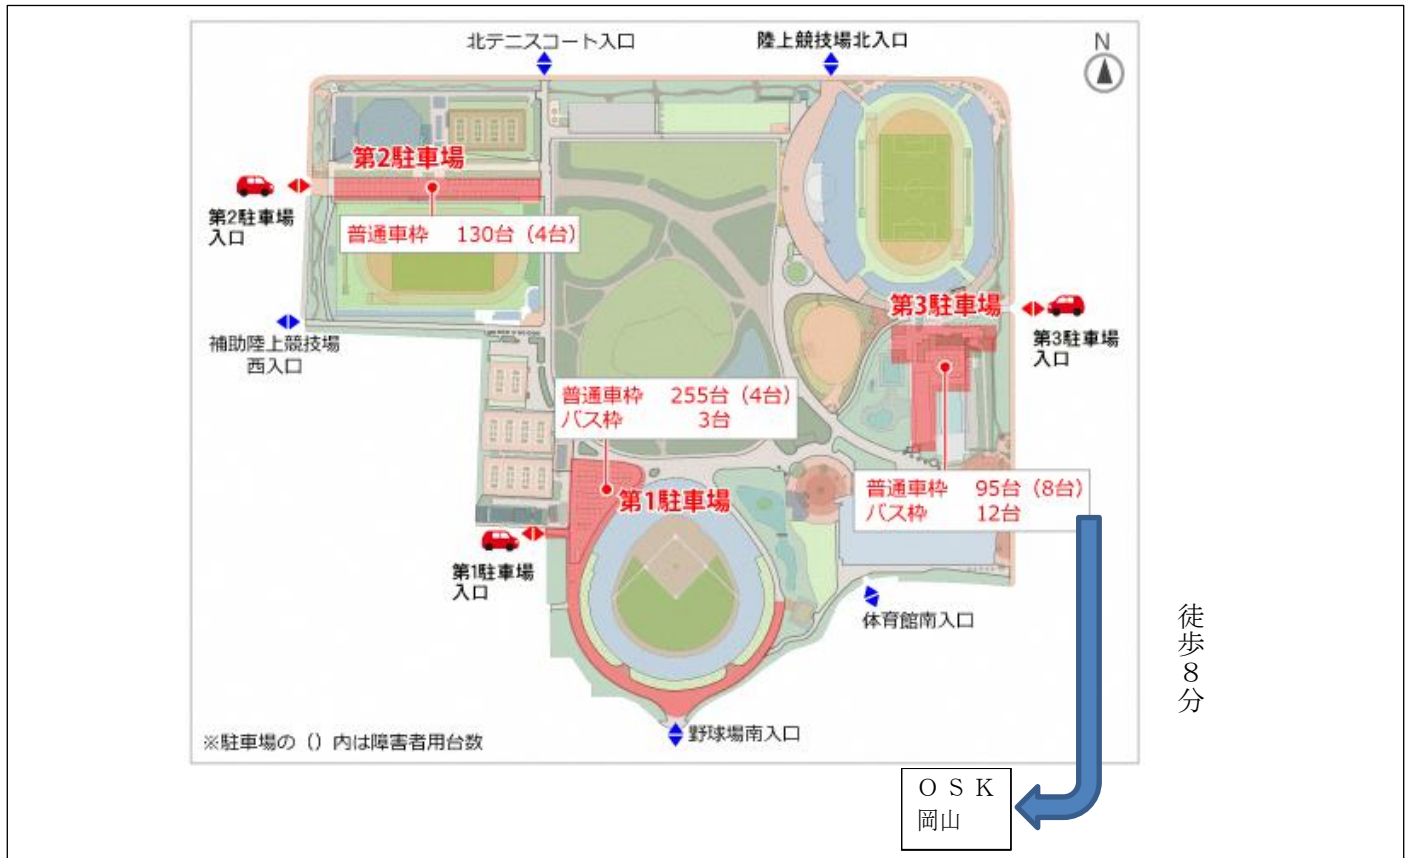 北テニスコート入口
陸上競技場北入口
N
第2駐車場
第2駐車場
入口
普通車枠 130台（4台）
第3駐車場
第3駐車場
入口
補助陸上競技場
西入口
普通車枠 255台（4台）
バス枠 3台
普通車枠 95台（8台）
バス枠 12台
第1駐車場
第1駐車場
入口
体育館南入口
徒歩８分
野球場南入口
※駐車場の（）内は障害者用台数
ＯＳＫ
岡山